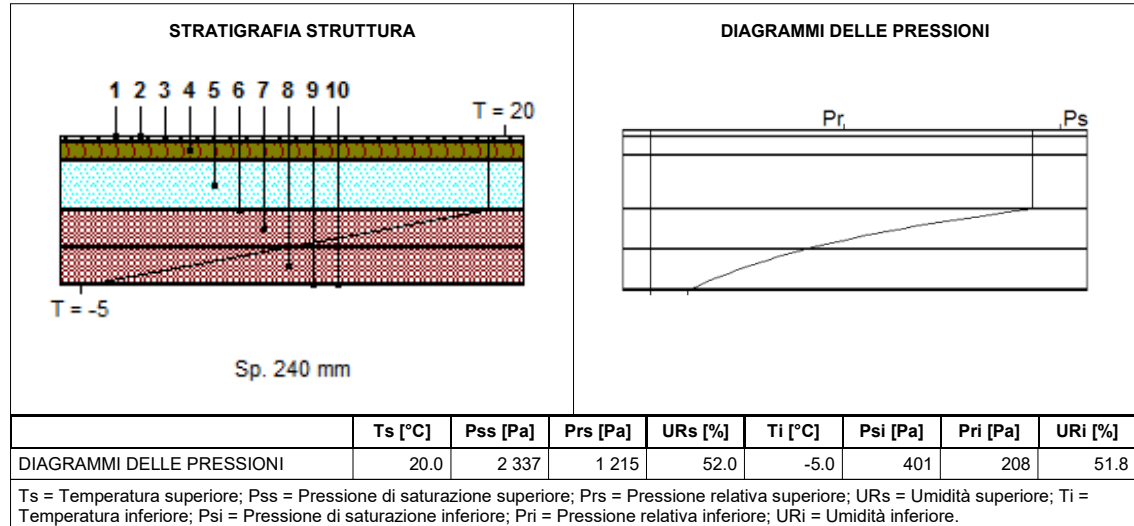 STRATIGRAFIA STRUTTURA
1 2 3 4 5 6 7 8 9 10
T = 20
T = -5
Sp. 240 mm
DIAGRAMMI DELLE PRESSIONI
Pr
Ps
Ts [°C] Pss [Pa] Prs [Pa] URs [%] Ti [°C] Psi [Pa] Pri [Pa] URi [%]
DIAGRAMMI DELLE PRESSIONI 20.0 2 337 1 215 52.0 -5.0 401 208 51.8
Ts = Temperatura superiore; Pss = Pressione di saturazione superiore; Prs = Pressione relativa superiore; URs = Umidità superiore; Ti =
Temperatura inferiore; Psi = Pressione di saturazione inferiore; Pri = Pressione relativa inferiore; URi = Umidità inferiore.